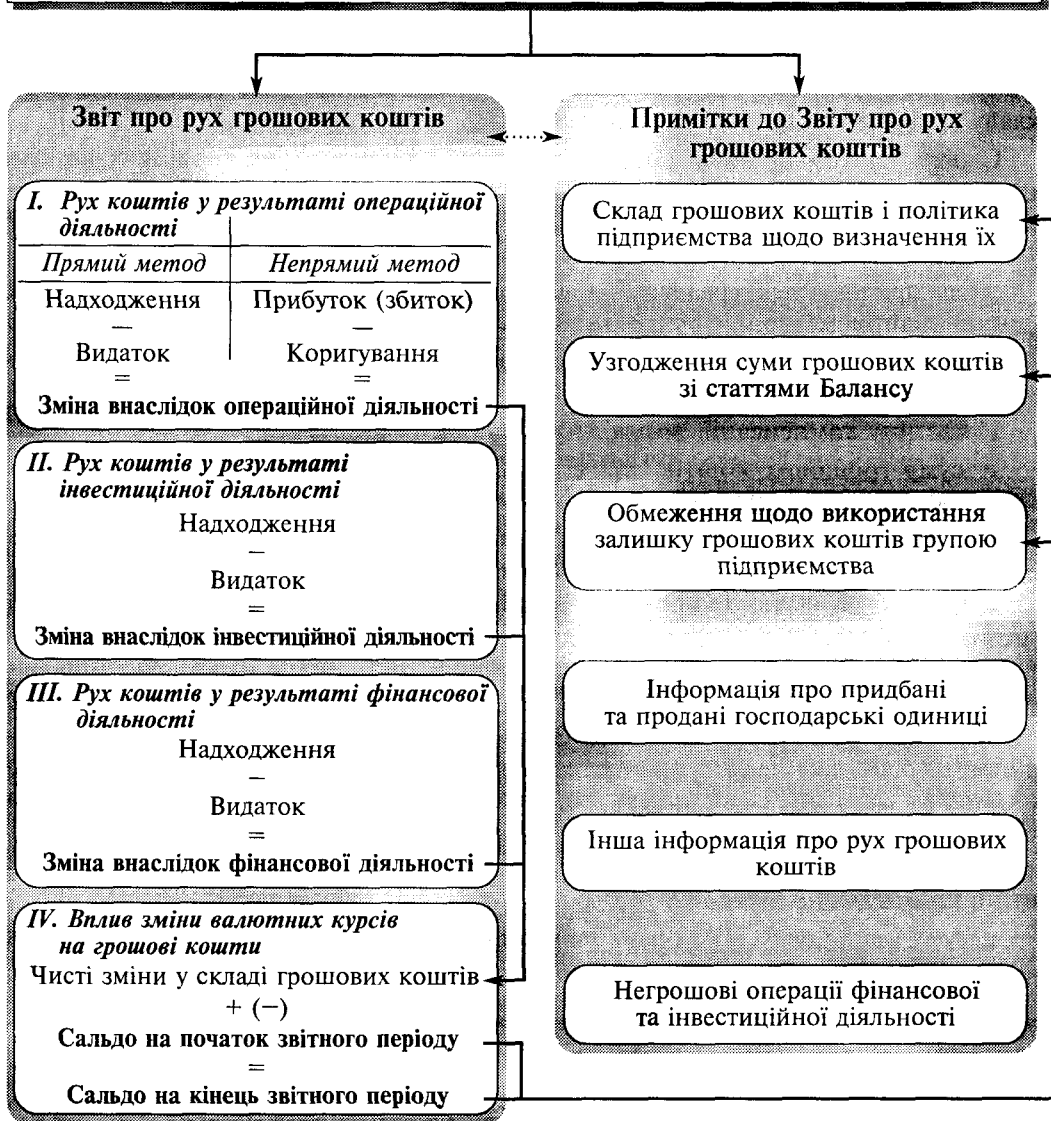 Звіт про рух грошових коштів
I. Рух коштів у результаті операційної
діяльності
Прямий метод Непрямий метод
Надходження Прибуток (збиток)
— —
Видаток Коригування
= =
Зміна внаслідок операційної діяльності
II. Рух коштів у результаті
інвестиційної діяльності
Надходження
—
Видаток
=
Зміна внаслідок інвестиційної діяльності
III. Рух коштів у результаті фінансової
діяльності
Надходження
—
Видаток
=
Зміна внаслідок фінансової діяльності
IV. Вплив зміни валютних курсів
на грошові кошти
Чисті зміни у складі грошових коштів
+ (−)
Сальдо на початок звітного періоду
=
Сальдо на кінець звітного періоду
Примітки до Звіту про рух
грошових коштів
Склад грошових коштів і політика
підприємства щодо визначення їх
Узгодження суми грошових коштів
зі статтями Балансу
Обмеження щодо використання
залишку грошових коштів групою
підприємства
Інформація про придбані
та продані господарські одиниці
Інша інформація про рух грошових
коштів
Негрошові операції фінансової
та інвестиційної діяльності